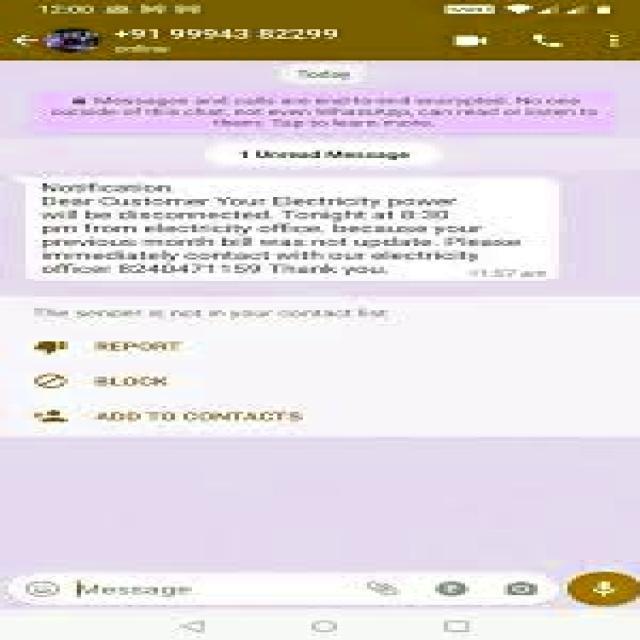 12:00
+91 99943 82299
online
Today
Messages and calls are end-to-end encrypted. No one
outside of this chat, not even WhatsApp, can read or listen to
them. Tap to learn more.
1 Unread Message
Notification
Dear Customer Your Electricity power
will be disconnected. Tonight at 8:30
pm from electricity office. because your
previous month bill was not update. Please
immediately contact with our electricity
officer 8240471159 Thank you.
11:57 am
The sender is not in your contact list
REPORT
BLOCK
ADD TO CONTACTS
Message